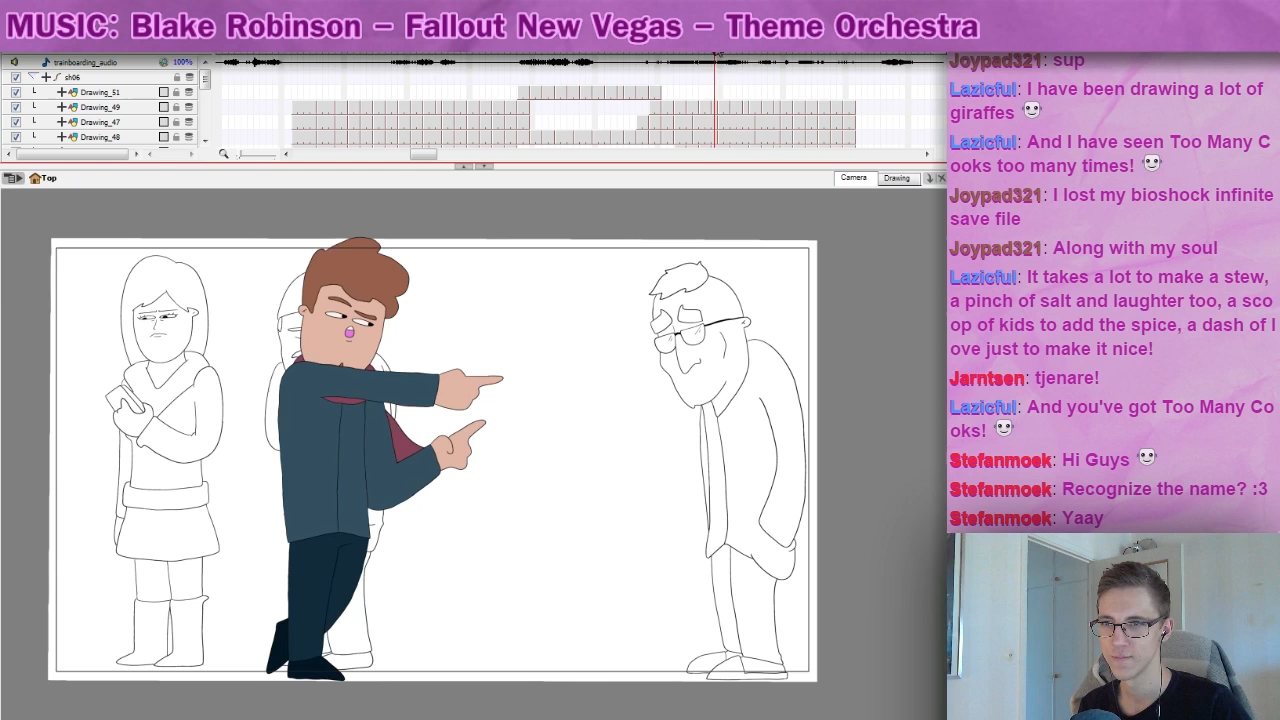 MUSIC: Blake Robinson – Fallout New Vegas – Theme Orchestra
trainboarding_audio 100%
sh06
Drawing_51
Drawing_49
Drawing_47
Drawing_48
Top
Camera
Drawing
Joypad321: sup
Lazicful: I have been drawing a lot of
giraffes
Lazicful: And I have seen Too Many C
ooks too many times!
Joypad321: I lost my bioshock infinite
save file
Joypad321: Along with my soul
Lazicful: It takes a lot to make a stew,
a pinch of salt and laughter too, a sco
op of kids to add the spice, a dash of l
ove just to make it nice!
Jarntsen: tjenare!
Lazicful: And you've got Too Many Co
oks!
Stefanmoek: Hi Guys
Stefanmoek: Recognize the name? :3
Stefanmoek: Yaay